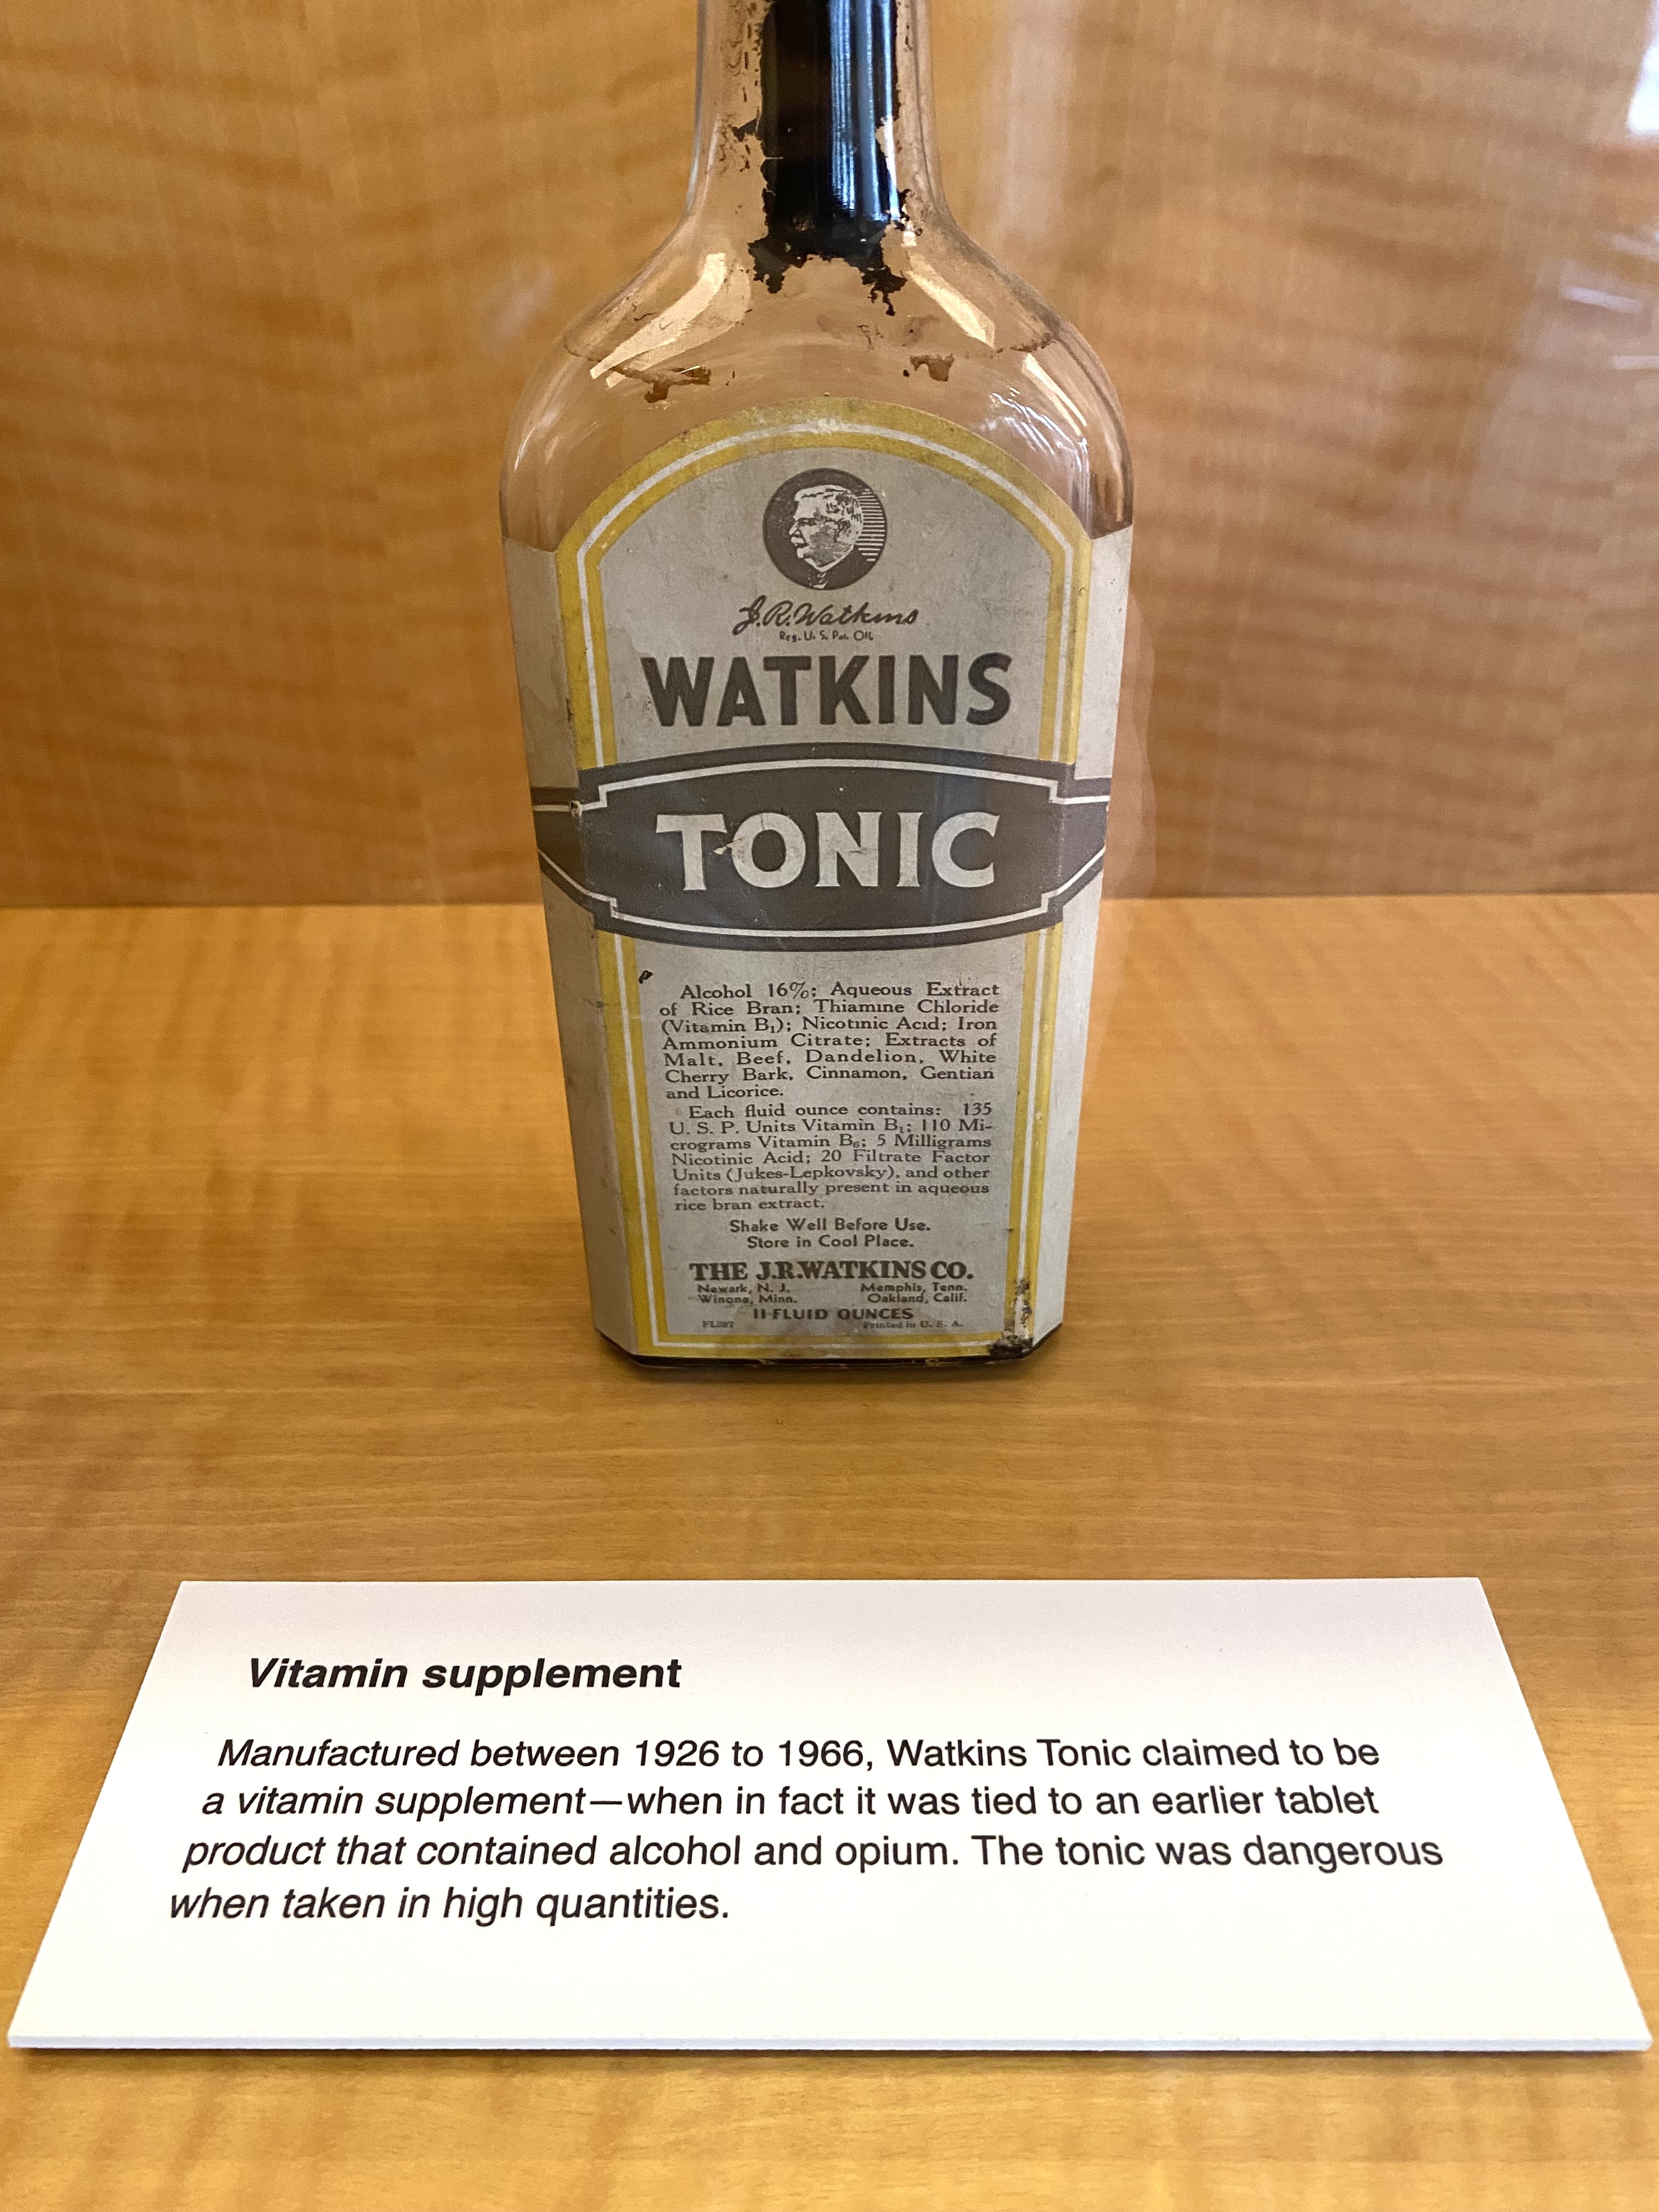 J.R.Watkins
Reg. U. S. Pat. Off.
WATKINS
TONIC
Alcohol 16%; Aqueous Extract
of Rice Bran; Thiamine Chloride
(Vitamin B₁); Nicotinic Acid; Iron
Ammonium Citrate; Extracts of
Malt, Beef, Dandelion, White
Cherry Bark, Cinnamon, Gentian
and Licorice.
Each fluid ounce contains: 135
U. S. P. Units Vitamin B₁; 110 Mi-
crograms Vitamin B₆; 5 Milligrams
Nicotinic Acid; 20 Filtrate Factor
Units (Jukes-Lepkovsky), and other
factors naturally present in aqueous
rice bran extract.
Shake Well Before Use.
Store in Cool Place.
THE J.R.WATKINS CO.
Newark, N. J. Memphis, Tenn.
Winona, Minn. Oakland, Calif.
11 FLUID OUNCES
Printed in U. S. A.
Vitamin supplement
Manufactured between 1926 to 1966, Watkins Tonic claimed to be
a vitamin supplement—when in fact it was tied to an earlier tablet
product that contained alcohol and opium. The tonic was dangerous
when taken in high quantities.